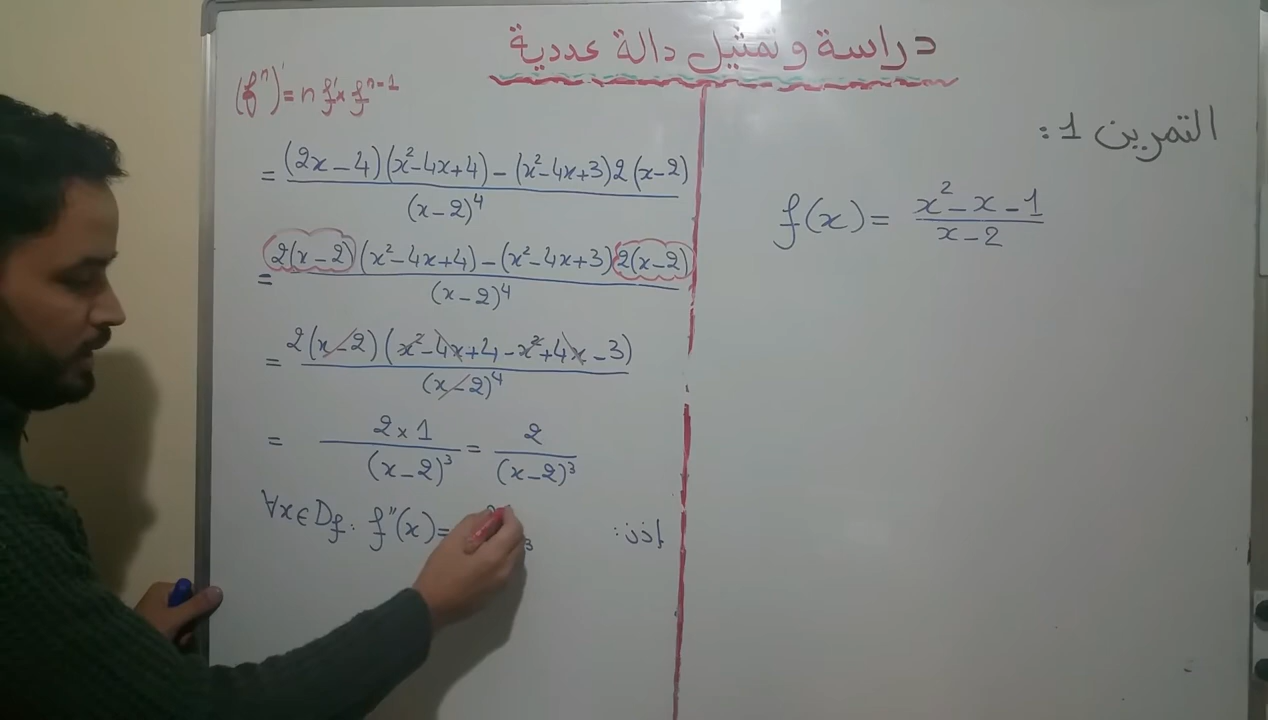 دراسة وتمثيل دالة عددية
التمرين 1:
f(x) = (x² - x - 1)/(x - 2)
(fⁿ)' = n f' × fⁿ⁻¹
= ((2x - 4)(x² - 4x + 4) - (x² - 4x + 3)2(x - 2))/(x - 2)⁴
= (2(x - 2)(x² - 4x + 4) - (x² - 4x + 3)2(x - 2))/(x - 2)⁴
= (2(x - 2)(x² - 4x + 4 - x² + 4x - 3))/(x - 2)⁴
= (2 × 1)/(x - 2)³ = 2/(x - 2)³
إذن: ∀x ∈ Df : f''(x) =